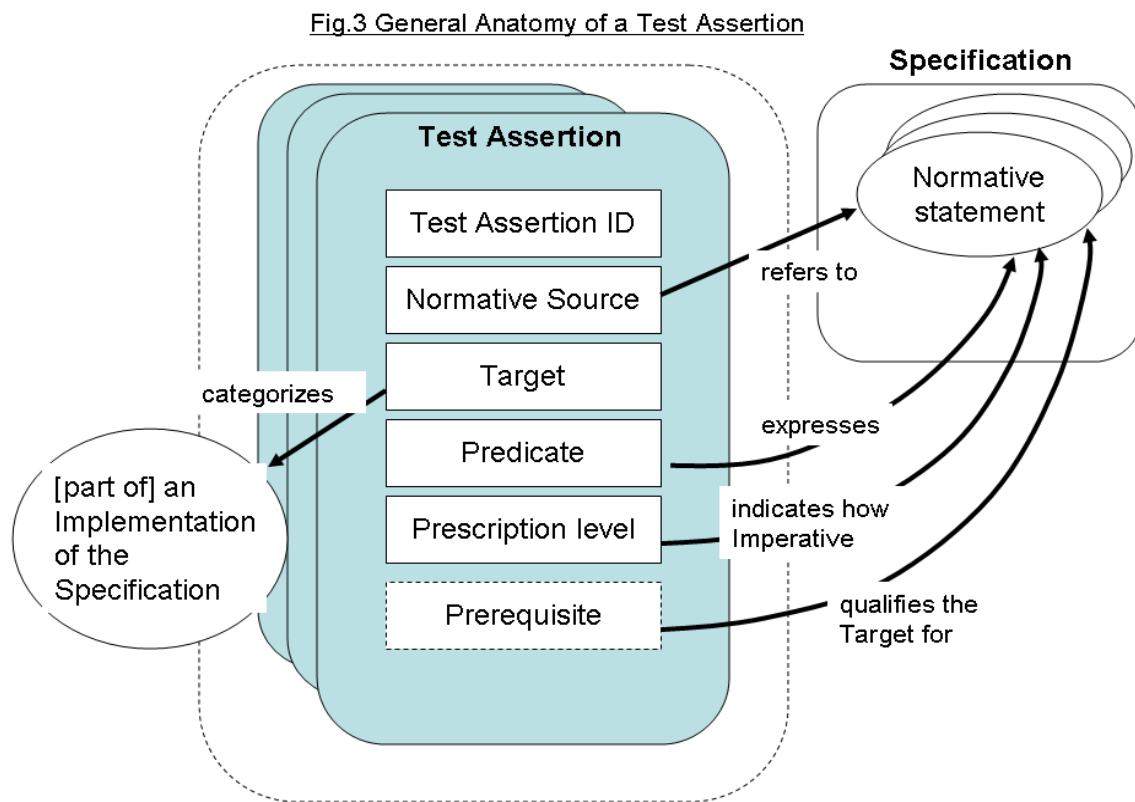 Fig.3 General Anatomy of a Test Assertion
Specification
Test Assertion
Normative
statement
Test Assertion ID
refers to
Normative Source
Target
categorizes
expresses
Predicate
[part of] an
Implementation
of the
Specification
Prescription level
indicates how
Imperative
Prerequisite
qualifies the
Target for